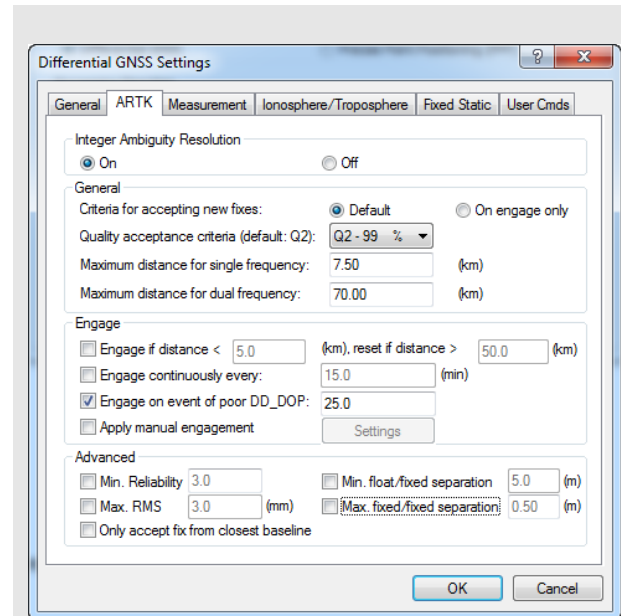 Differential GNSS Settings
General ARTK Measurement Ionosphere/Troposphere Fixed Static User Cmds
Integer Ambiguity Resolution
On Off
General
Criteria for accepting new fixes: Default On engage only
Quality acceptance criteria (default: Q2): Q2 - 99 %
Maximum distance for single frequency: 7.50 (km)
Maximum distance for dual frequency: 70.00 (km)
Engage
Engage if distance < 5.0 (km), reset if distance > 50.0 (km)
Engage continuously every: 15.0 (min)
Engage on event of poor DD_DOP: 25.0
Apply manual engagement Settings
Advanced
Min. Reliability 3.0 Min. float/fixed separation 5.0 (m)
Max. RMS 3.0 (mm) Max. fixed/fixed separation 0.50 (m)
Only accept fix from closest baseline
OK Cancel